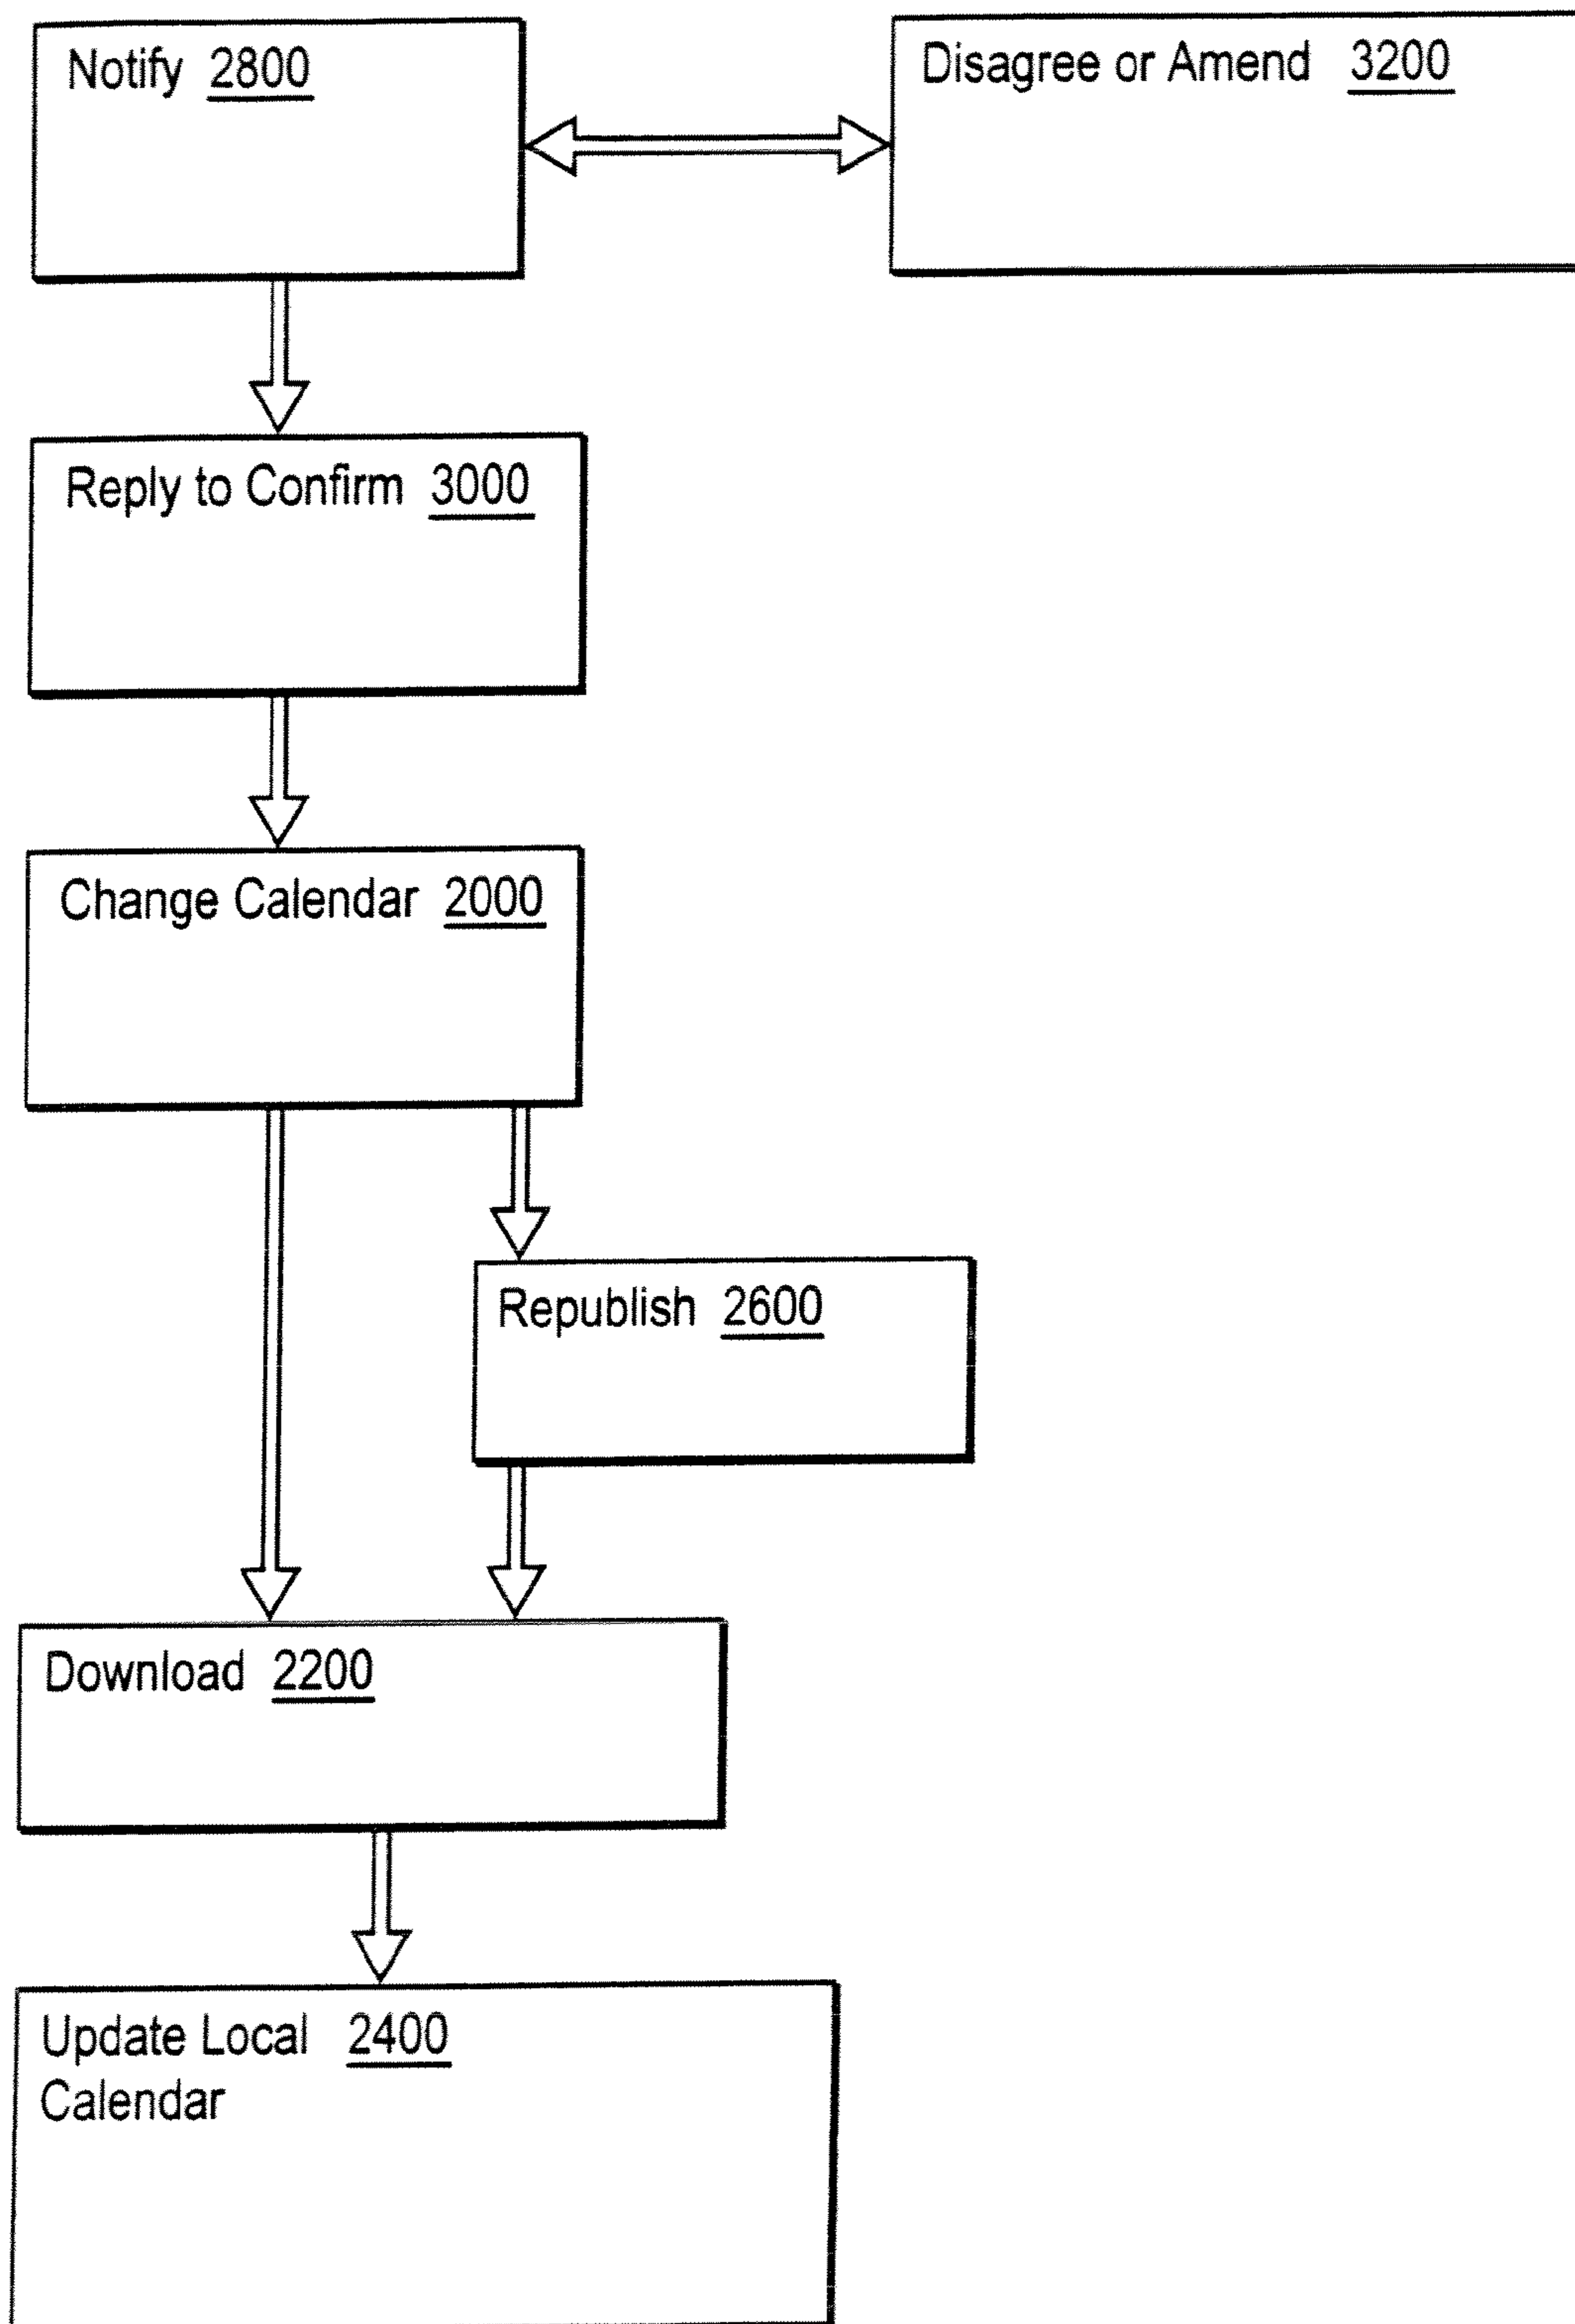 Notify 2800
Disagree or Amend 3200
Reply to Confirm 3000
Change Calendar 2000
Republish 2600
Download 2200
Update Local 2400
Calendar